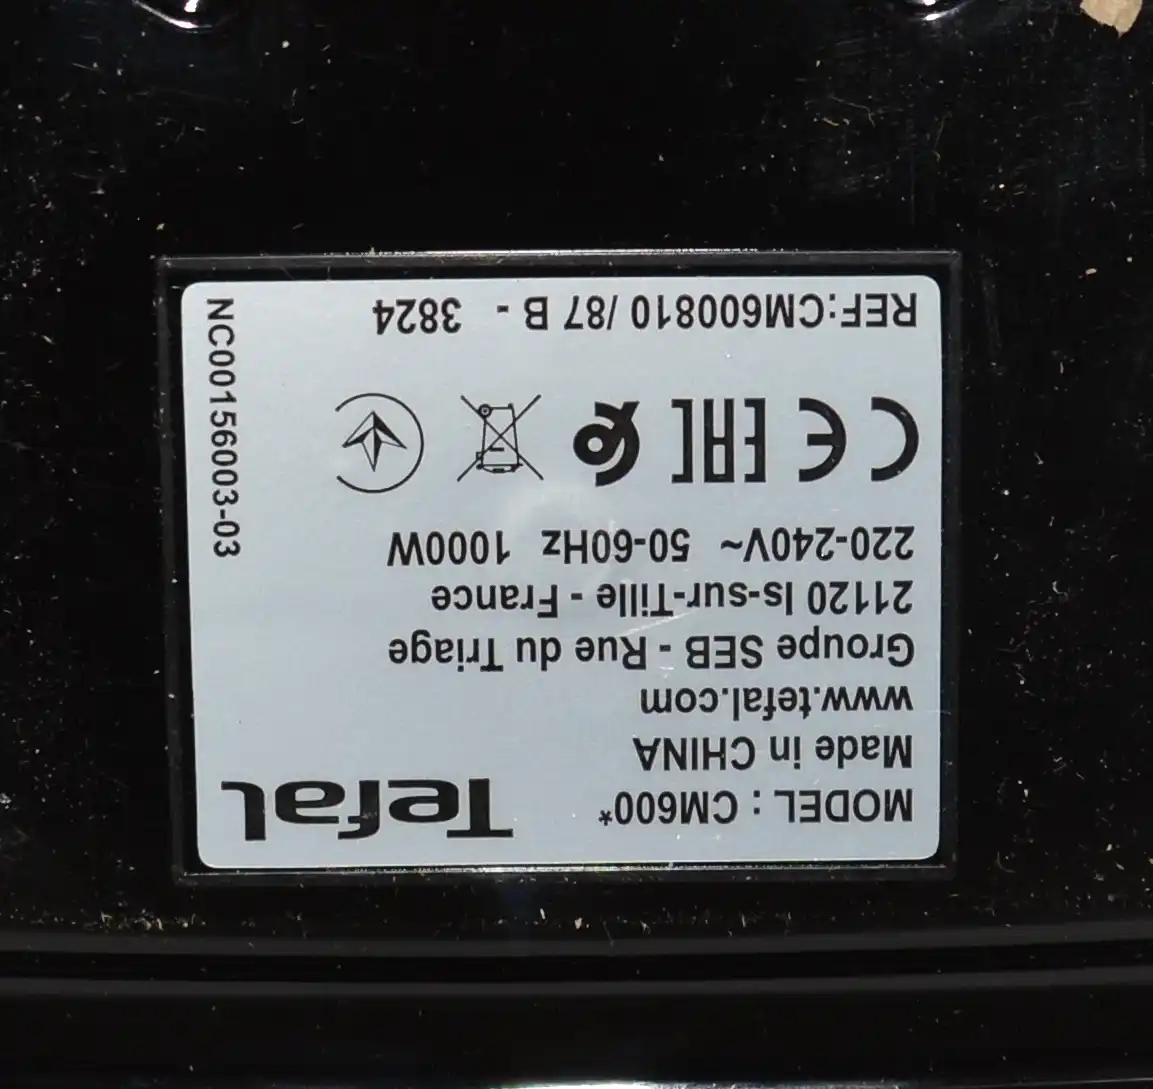 MODEL : CM600*
Tefal
Made in CHINA
www.tefal.com
Groupe SEB - Rue du Triage
21120 Is-sur-Tille - France
220-240V~ 50-60Hz 1000W
CE EAC
REF:CM600810 /87 B - 3824
NC00156003-03